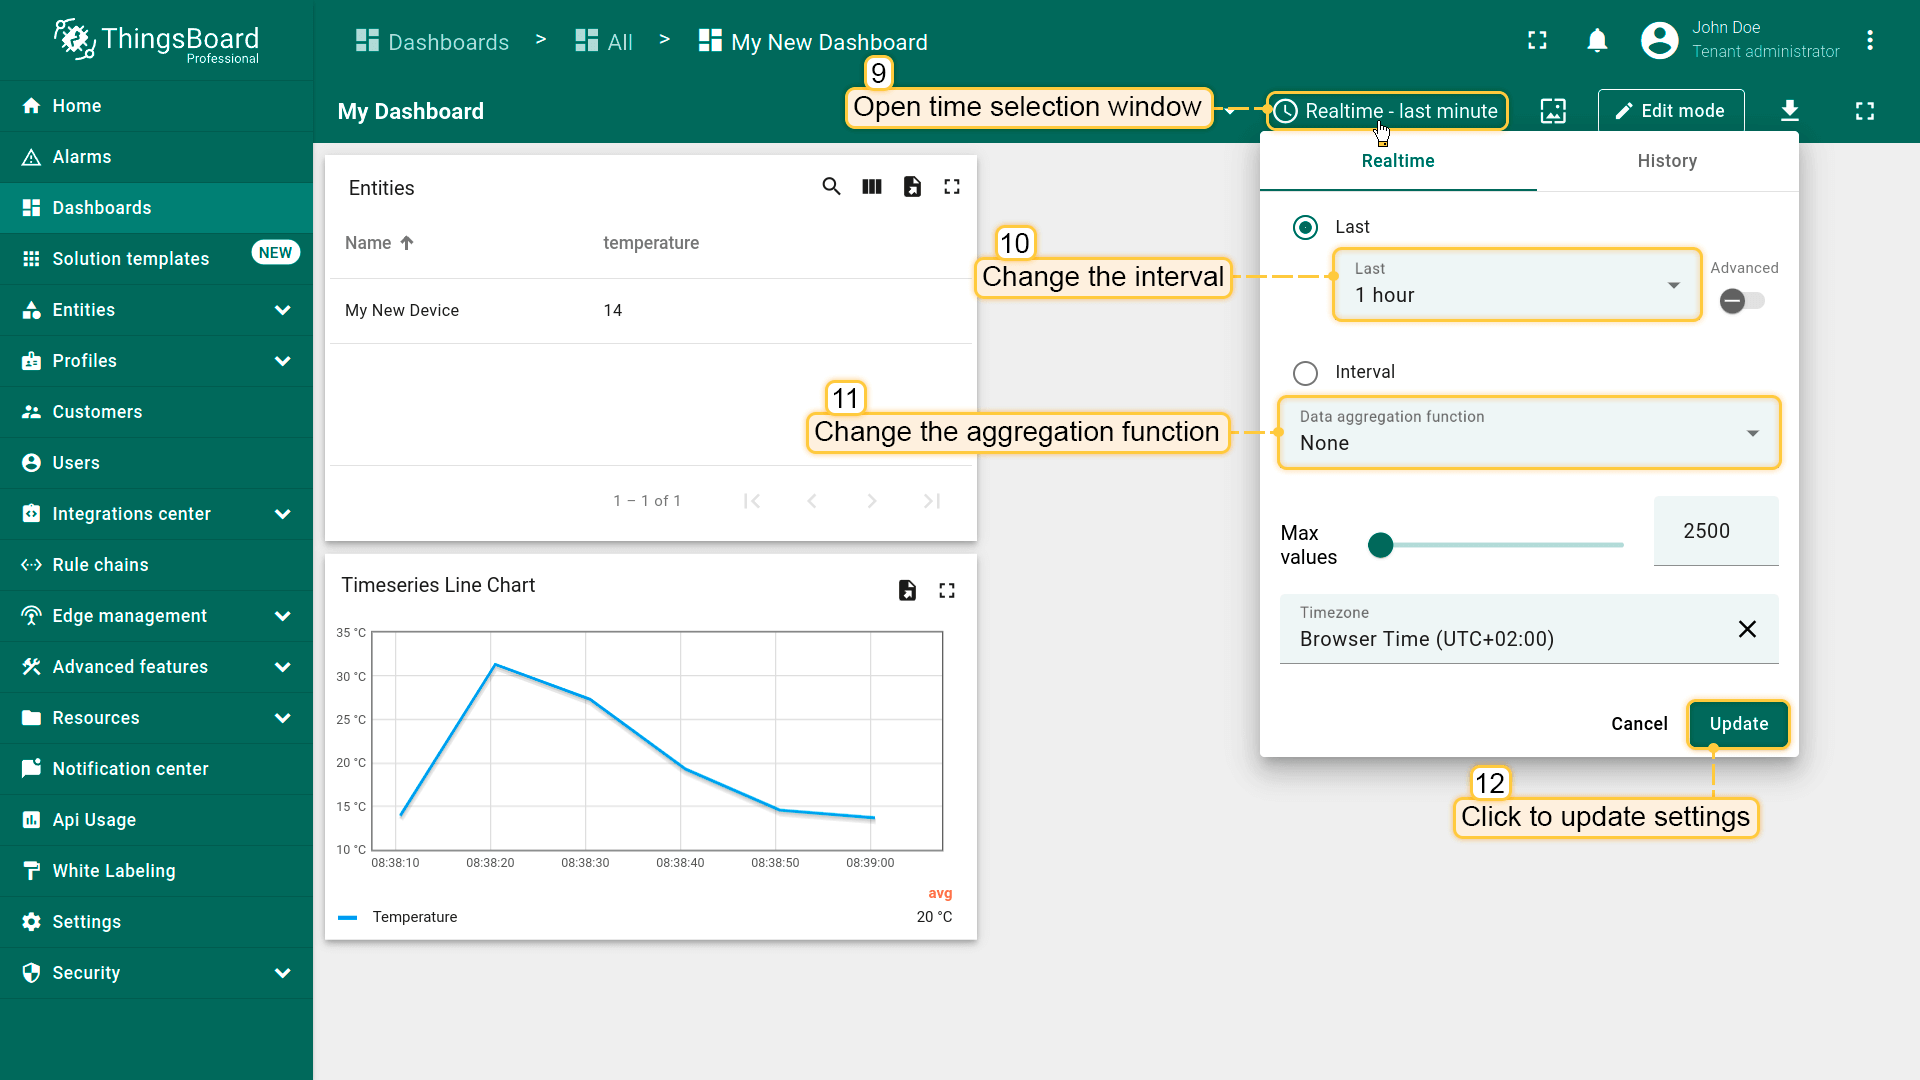 ThingsBoard
Professional
Dashboards > All > My New Dashboard
John Doe
Tenant administrator
Home
Alarms
Dashboards
Solution templates NEW
Entities
Profiles
Customers
Users
Integrations center
Rule chains
Edge management
Advanced features
Resources
Notification center
Api Usage
White Labeling
Settings
Security
My Dashboard
9
Open time selection window
Realtime - last minute
Edit mode
Entities
Name temperature
My New Device 14
1 – 1 of 1
Timeseries Line Chart
35 °C
30 °C
25 °C
20 °C
15 °C
10 °C
08:38:10 08:38:20 08:38:30 08:38:40 08:38:50 08:39:00
avg
Temperature 20 °C
Realtime History
Last
10
Change the interval
Last
1 hour
Advanced
Interval
11
Change the aggregation function
Data aggregation function
None
Max
values
2500
Timezone
Browser Time (UTC+02:00)
Cancel Update
12
Click to update settings